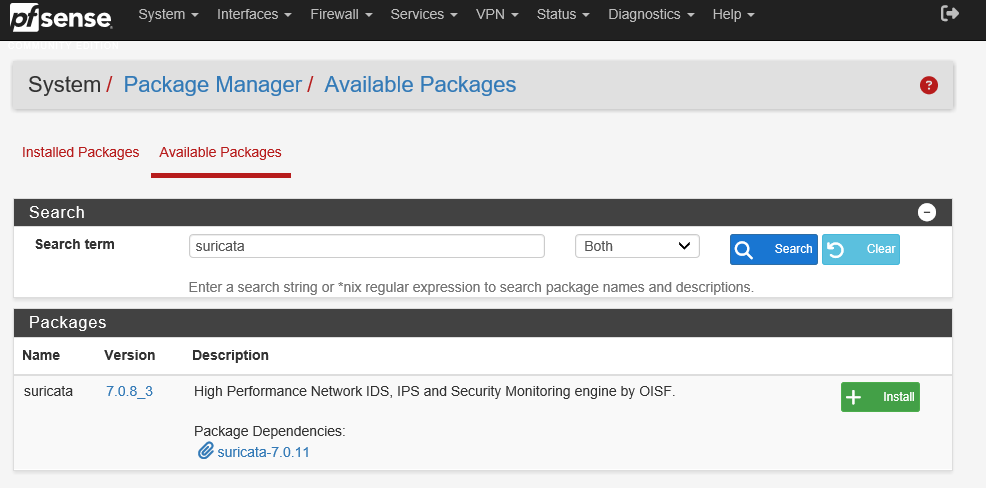 pfsense
COMMUNITY EDITION
System Interfaces Firewall Services VPN Status Diagnostics Help
System / Package Manager / Available Packages ?
Installed Packages Available Packages
Search
Search term suricata Both Search Clear
Enter a search string or *nix regular expression to search package names and descriptions.
Packages
Name Version Description
suricata 7.0.8_3 High Performance Network IDS, IPS and Security Monitoring engine by OISF. Install
Package Dependencies:
suricata-7.0.11